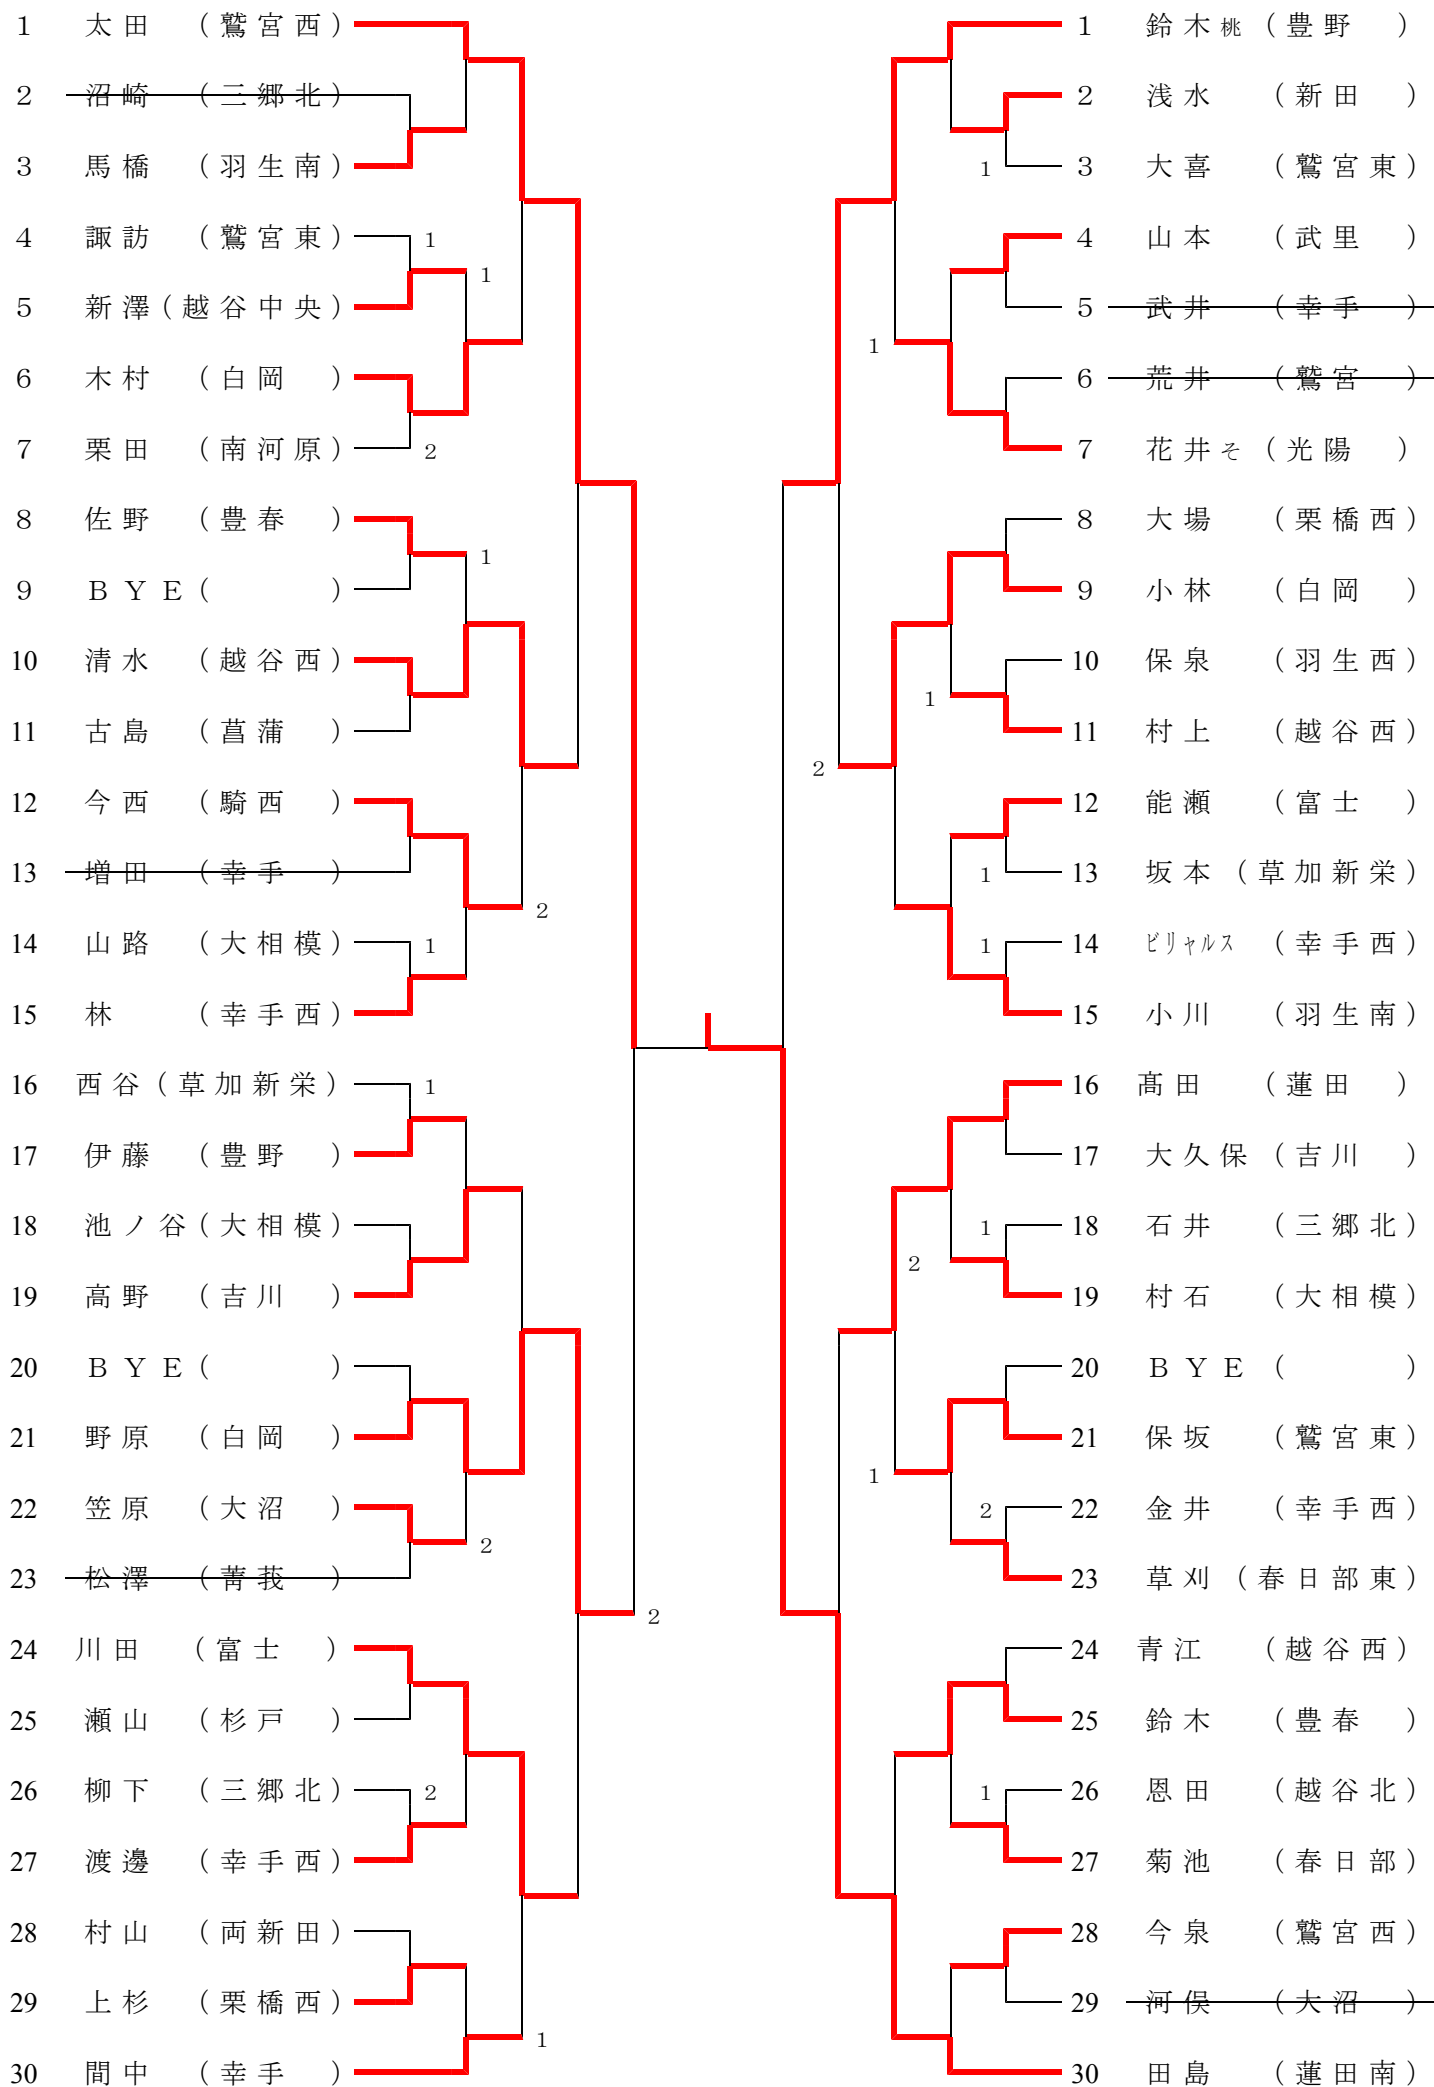 1 太田 （鷲宮西）
2 沼崎 （三郷北）
3 馬橋 （羽生南）
4 諏訪 （鷲宮東） 1
1
5 新澤（越谷中央）
6 木村 （白岡 ）
7 栗田 （南河原） 2
8 佐野 （豊春 ）
1
9 ＢＹＥ（ ）
10 清水 （越谷西）
11 古島 （菖蒲 ）
12 今西 （騎西 ）
13 増田 （幸手 ）
2
14 山路 （大相模） 1
15 林 （幸手西）
16 西谷（草加新栄） 1
17 伊藤 （豊野 ）
18 池ノ谷（大相模）
19 高野 （吉川 ）
20 ＢＹＥ（ ）
21 野原 （白岡 ）
22 笠原 （大沼 ）
2
23 松澤 （菁莪 ）
2
24 川田 （富士 ）
25 瀬山 （杉戸 ）
26 柳下 （三郷北） 2
27 渡邊 （幸手西）
28 村山 （両新田）
29 上杉 （栗橋西）
1
30 間中 （幸手 ）
1 鈴木桃（豊野 ）
2 浅水 （新田 ）
1 3 大喜 （鷲宮東）
4 山本 （武里 ）
5 武井 （幸手 ）
1
6 荒井 （鷲宮 ）
7 花井そ（光陽 ）
8 大場 （栗橋西）
9 小林 （白岡 ）
10 保泉 （羽生西）
1
11 村上 （越谷西）
2
12 能瀬 （富士 ）
1 13 坂本（草加新栄）
1 14 ビリャルス （幸手西）
15 小川 （羽生南）
16 髙田 （蓮田 ）
17 大久保（吉川 ）
1 18 石井 （三郷北）
2
19 村石 （大相模）
20 ＢＹＥ（ ）
21 保坂 （鷲宮東）
1
2 22 金井 （幸手西）
23 草刈（春日部東）
24 青江 （越谷西）
25 鈴木 （豊春 ）
1 26 恩田 （越谷北）
27 菊池 （春日部）
28 今泉 （鷲宮西）
29 河俣 （大沼 ）
30 田島 （蓮田南）